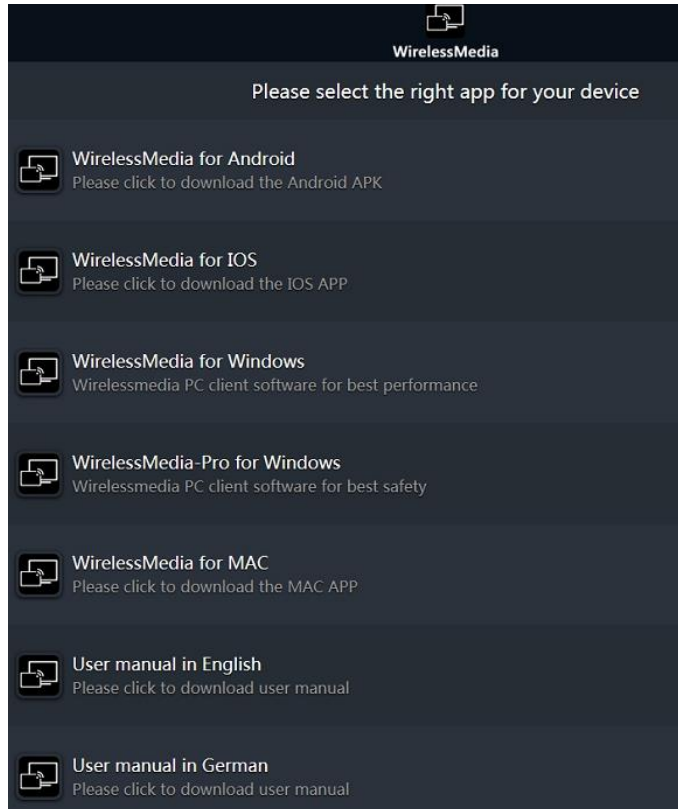 WirelessMedia
Please select the right app for your device
WirelessMedia for Android
Please click to download the Android APK
WirelessMedia for IOS
Please click to download the IOS APP
WirelessMedia for Windows
Wirelessmedia PC client software for best performance
WirelessMedia-Pro for Windows
Wirelessmedia PC client software for best safety
WirelessMedia for MAC
Please click to download the MAC APP
User manual in English
Please click to download user manual
User manual in German
Please click to download user manual